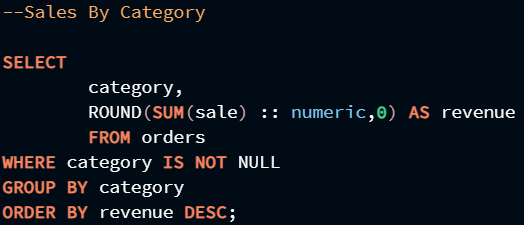 --Sales By Category
SELECT
category,
ROUND(SUM(sale) :: numeric,0) AS revenue
FROM orders
WHERE category IS NOT NULL
GROUP BY category
ORDER BY revenue DESC;